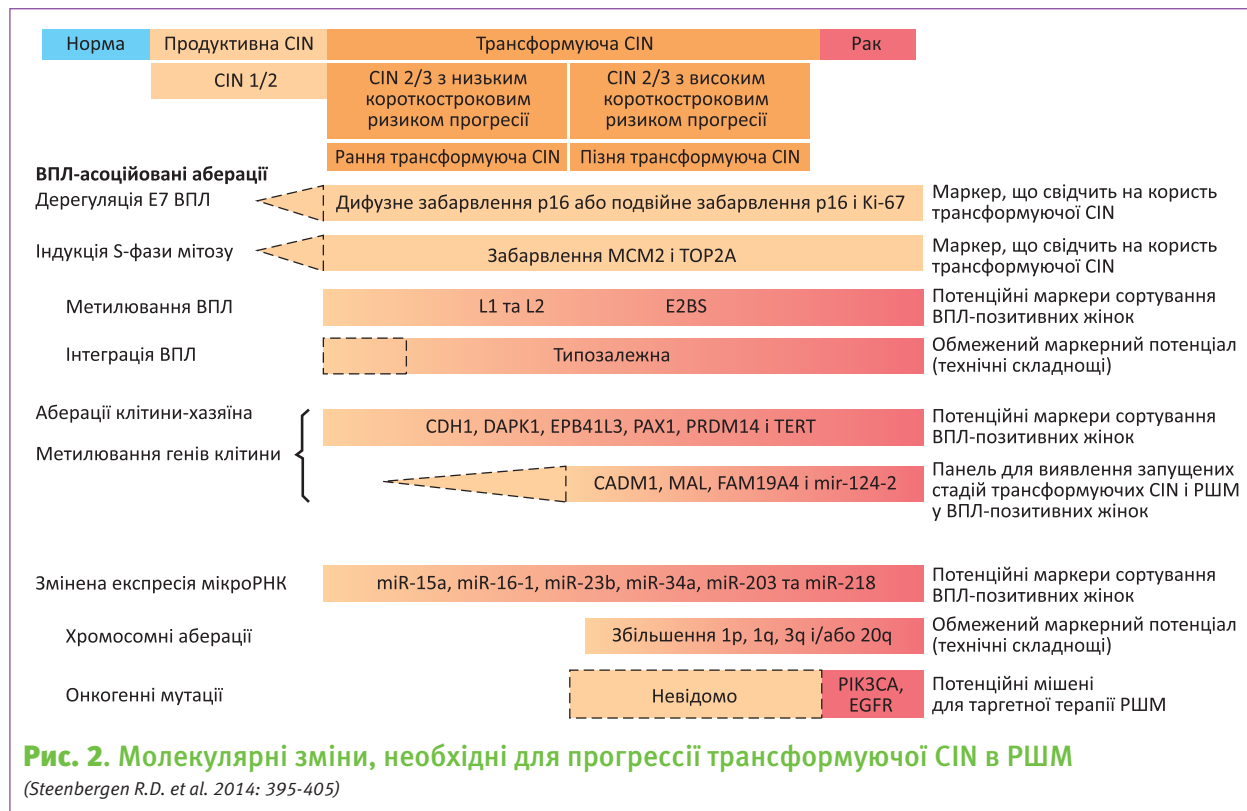 Норма
Продуктивна CIN
Трансформуюча CIN
Рак
CIN 1/2
CIN 2/3 з низьким
короткостроковим
ризиком прогресії
CIN 2/3 з високим
короткостроковим
ризиком прогресії
Рання трансформуюча CIN
Пізня трансформуюча CIN
ВПЛ-асоційовані аберації
Дерегуляція E7 ВПЛ
Дифузне забарвлення p16 або подвійне забарвлення p16 і Ki-67
Маркер, що свідчить на користь
трансформуючої CIN
Індукція S-фази мітозу
Забарвлення MCM2 і TOP2A
Маркер, що свідчить на користь
трансформуючої CIN
Метилювання ВПЛ
L1 та L2
E2BS
Потенційні маркери сортування
ВПЛ-позитивних жінок
Інтеграція ВПЛ
Типозалежна
Обмежений маркерний потенціал
(технічні складнощі)
Аберації клітини-хазяїна
CDH1, DAPK1, EPB41L3, PAX1, PRDM14 і TERT
Потенційні маркери сортування
ВПЛ-позитивних жінок
Метилювання генів клітини
CADM1, MAL, FAM19A4 і mir-124-2
Панель для виявлення запущених
стадій трансформуючих CIN і РШМ
у ВПЛ-позитивних жінок
Змінена експресія мікроРНК
miR-15a, miR-16-1, miR-23b, miR-34a, miR-203 та miR-218
Потенційні маркери сортування
ВПЛ-позитивних жінок
Хромосомні аберації
Збільшення 1p, 1q, 3q і/або 20q
Обмежений маркерний потенціал
(технічні складнощі)
Онкогенні мутації
Невідомо
PIK3CA,
EGFR
Потенційні мішені
для таргетної терапії РШМ
Рис. 2. Молекулярні зміни, необхідні для прогрессії трансформуючої CIN в РШМ
(Steenbergen R.D. et al. 2014: 395-405)